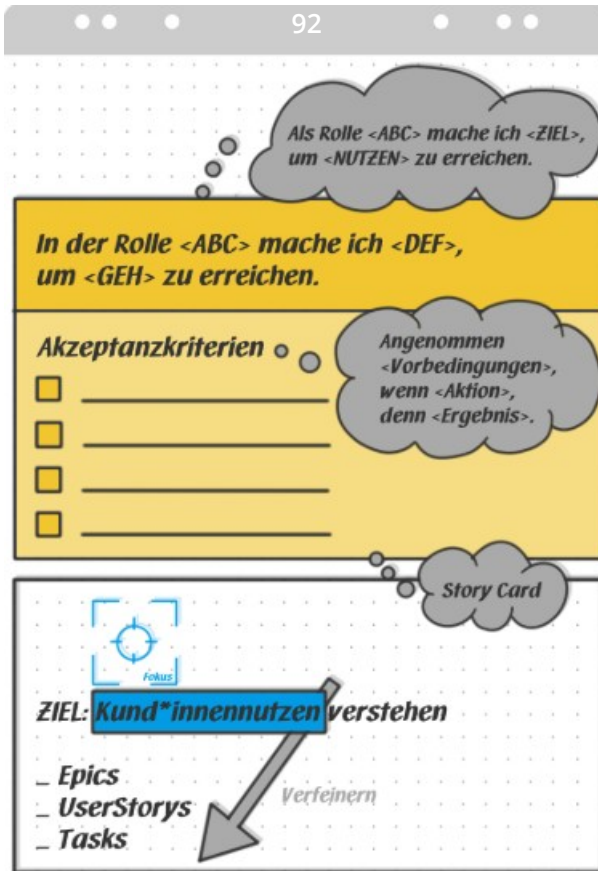 92
Als Rolle <ABC> mache ich <ZIEL>,
um <NUTZEN> zu erreichen.
In der Rolle <ABC> mache ich <DEF>,
um <GEH> zu erreichen.
Akzeptanzkriterien
Angenommen
<Vorbedingungen>,
wenn <Aktion>,
denn <Ergebnis>.
Story Card
Fokus
ZIEL: Kund*innennutzen verstehen
_ Epics
_ UserStorys
_ Tasks
Verfeinern